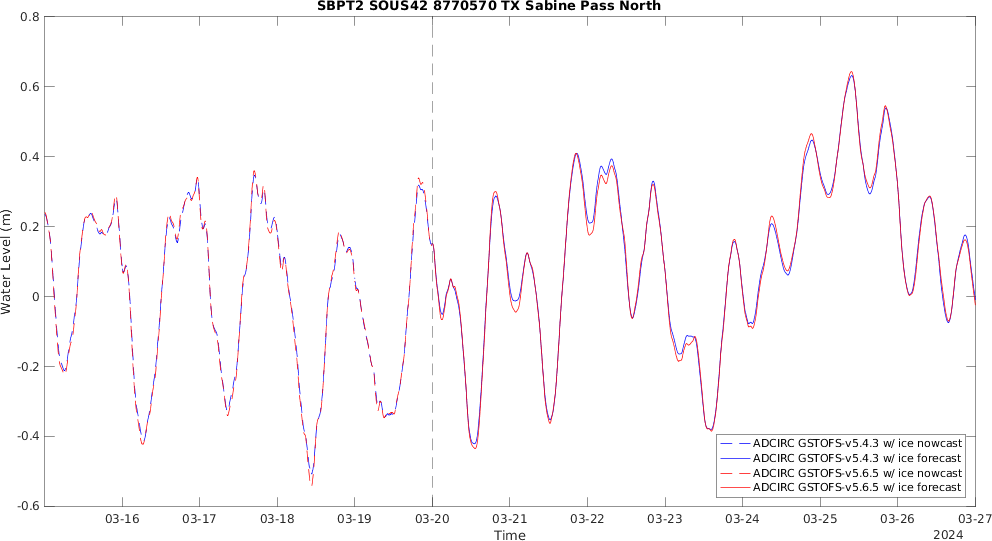 SBPT2 SOUS42 8770570 TX Sabine Pass North
0.8
0.6
0.4
0.2
0
-0.2
-0.4
-0.6
Water Level (m)
03-16 03-17 03-18 03-19 03-20 03-21 03-22 03-23 03-24 03-25 03-26 03-27
Time
2024
ADCIRC GSTOFS-v5.4.3 w/ ice nowcast
ADCIRC GSTOFS-v5.4.3 w/ ice forecast
ADCIRC GSTOFS-v5.6.5 w/ ice nowcast
ADCIRC GSTOFS-v5.6.5 w/ ice forecast